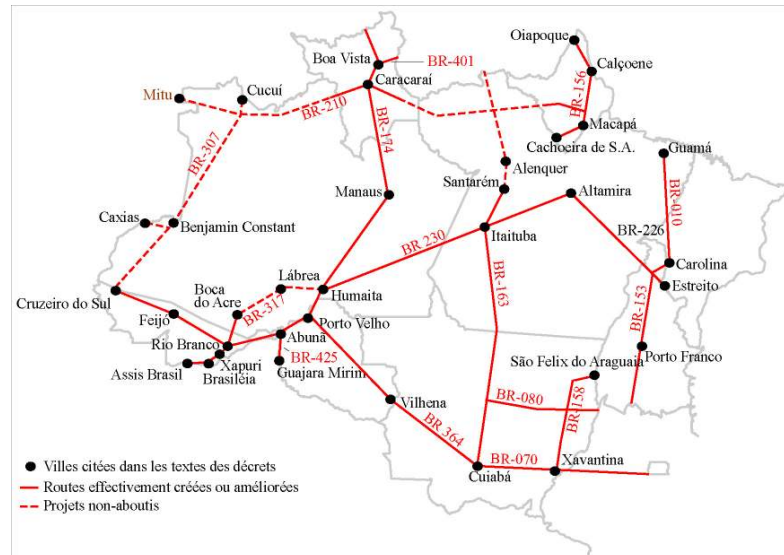 Oiapoque
Boa Vista
BR-401
Calçoene
Caracaraí
Mitu
Cucuí
BR-210
BR-156
Macapá
Cachoeira de S.A.
Guamá
BR-174
BR-307
Alenquer
Santarém
Manaus
Altamira
BR-010
Caxias
Benjamin Constant
Itaituba
BR-226
BR 230
Carolina
Lábrea
Boca
do Acre
Humaita
Estreito
Cruzeiro do Sul
BR-317
BR-163
BR-153
Feijó
Porto Velho
Rio Branco
Abunã
Porto Franco
Xapurí
BR-425
São Felix do Araguaia
Assis Brasil
Brasiléia
Guajara Mirim
BR-080
BR-158
Vilhena
BR 364
BR-070
Cuiabá
Xavantina
Villes citées dans les textes des décrets
Routes effectivement créées ou améliorées
Projets non-aboutis